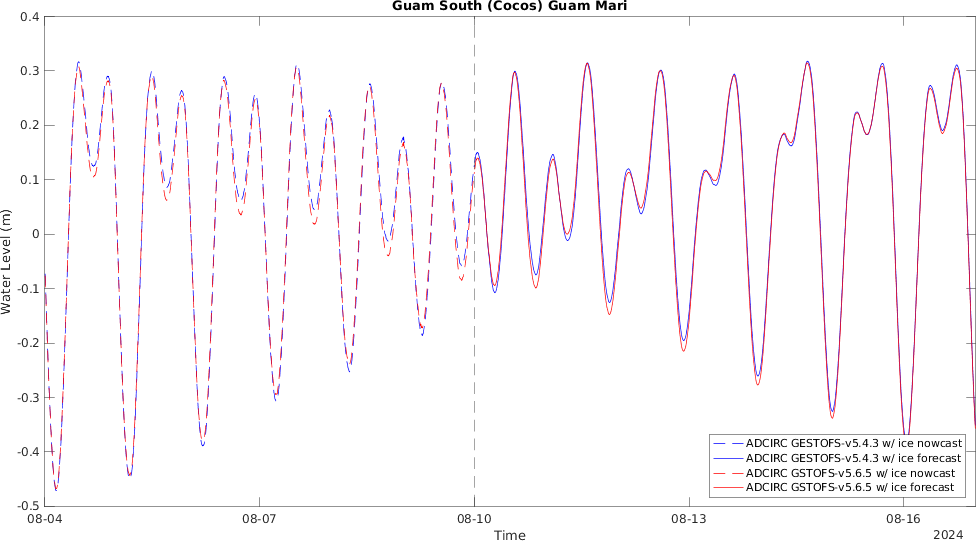 Guam South (Cocos) Guam Mari
0.4
0.3
0.2
0.1
0
-0.1
-0.2
-0.3
-0.4
-0.5
Water Level (m)
08-04
08-07
08-10
08-13
08-16
Time
2024
ADCIRC GESTOFS-v5.4.3 w/ ice nowcast
ADCIRC GESTOFS-v5.4.3 w/ ice forecast
ADCIRC GSTOFS-v5.6.5 w/ ice nowcast
ADCIRC GSTOFS-v5.6.5 w/ ice forecast